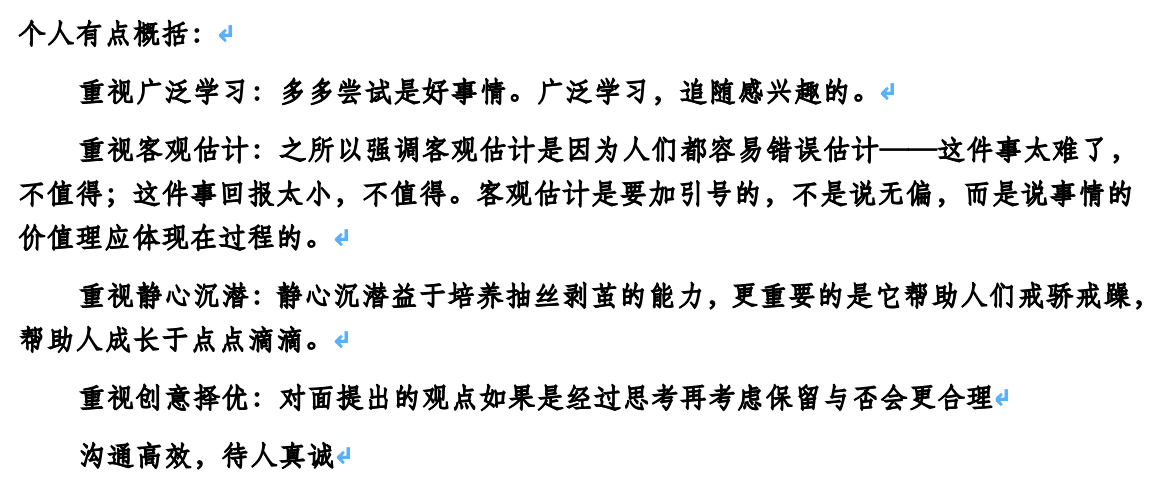 个人有点概括：
重视广泛学习：多多尝试是好事情。广泛学习，追随感兴趣的。
重视客观估计：之所以强调客观估计是因为人们都容易错误估计——这件事太难了，
不值得；这件事回报太小，不值得。客观估计是要加引号的，不是说无偏，而是说事情的
价值理应体现在过程的。
重视静心沉潜：静心沉潜益于培养抽丝剥茧的能力，更重要的是它帮助人们戒骄戒躁，
帮助人成长于点点滴滴。
重视创意择优：对面提出的观点如果是经过思考再考虑保留与否会更合理
沟通高效，待人真诚